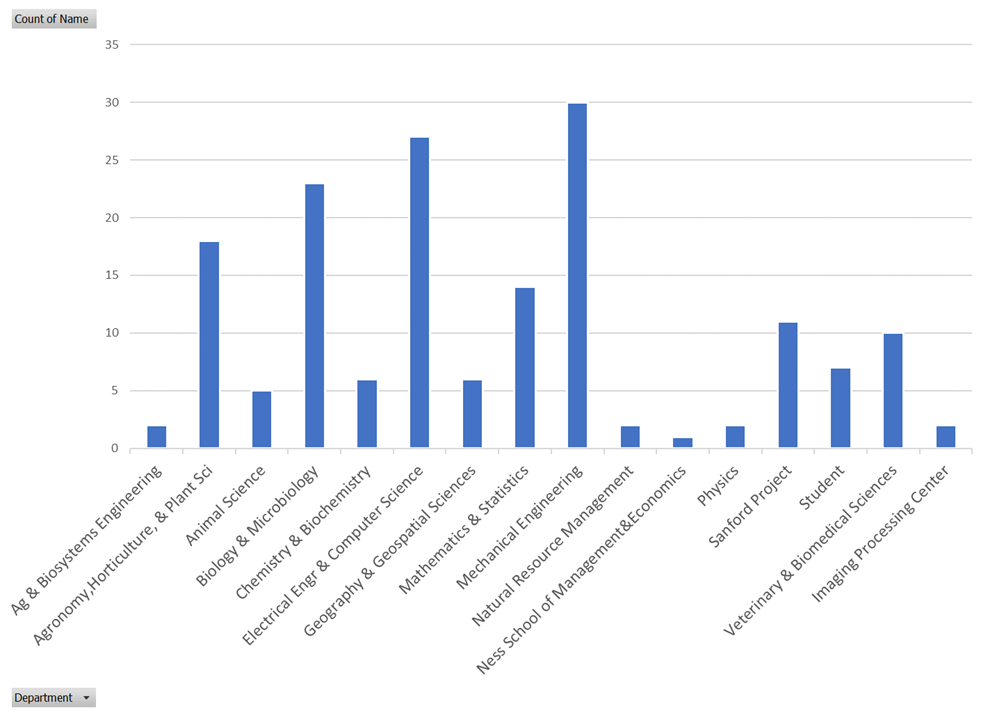 Count of Name
35
30
25
20
15
10
5
0
Ag & Biosystems Engineering
Agronomy,Horticulture, & Plant Sci
Animal Science
Biology & Microbiology
Chemistry & Biochemistry
Electrical Engr & Computer Science
Geography & Geospatial Sciences
Mathematics & Statistics
Mechanical Engineering
Natural Resource Management
Ness School of Management&Economics
Physics
Sanford Project
Student
Veterinary & Biomedical Sciences
Imaging Processing Center
Department